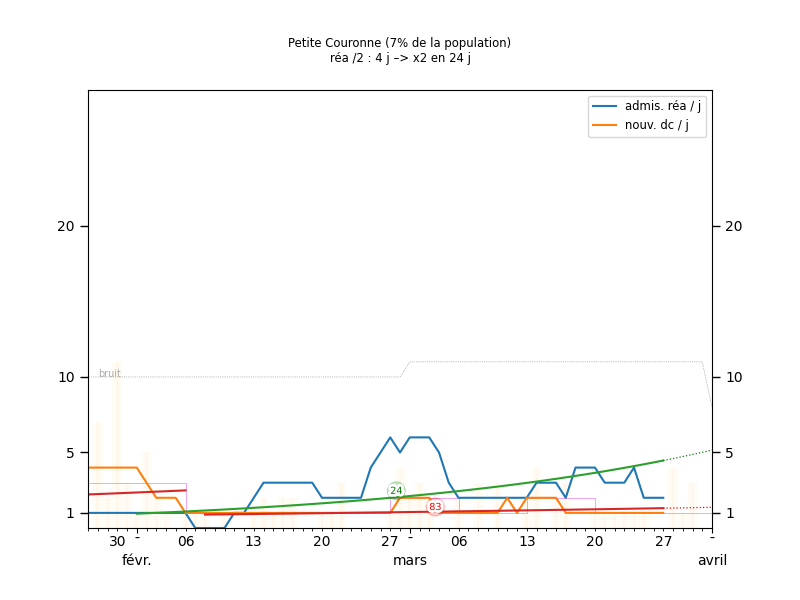 Petite Couronne (7% de la population)
réa /2 : 4 j –> x2 en 24 j
admis. réa / j
nouv. dc / j
20 20
bruit
10 10
5 5
24
83
1 1
30 - 06 13 20 27 - 06 13 20 27 -
févr. mars avril